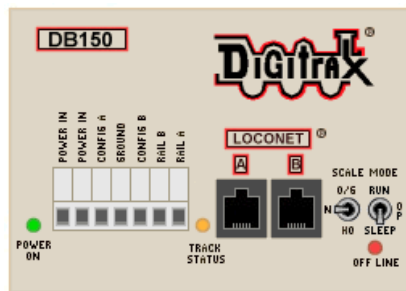 DB150
DIGITRAX®
POWER IN
POWER IN
CONFIG A
GROUND
CONFIG B
RAIL B
RAIL A
LOCONET ®
A
B
SCALE MODE
O/G RUN
N
OP
HO SLEEP
POWER
ON
TRACK
STATUS
OFF LINE